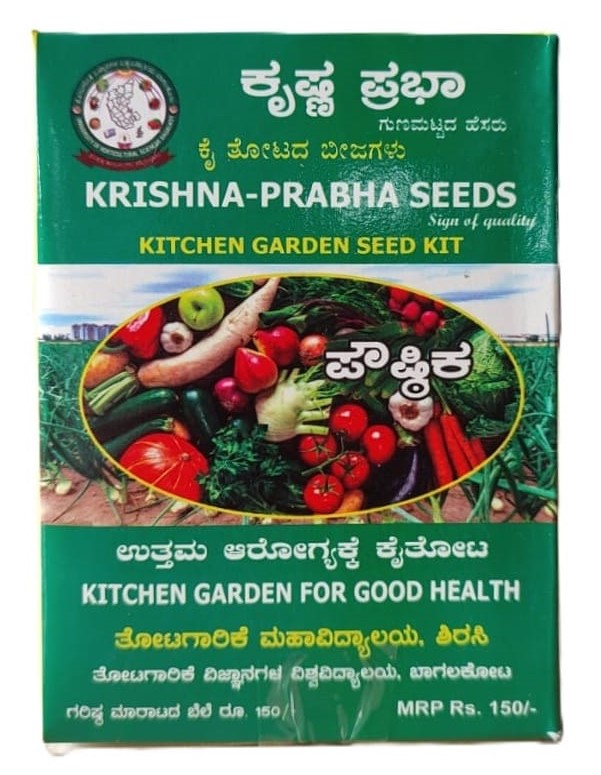 ಕೃಷ್ಣ ಪ್ರಭಾ
ಗುಣಮಟ್ಟದ ಹೆಸರು
ಕೈ ತೋಟದ ಬೀಜಗಳು
KRISHNA-PRABHA SEEDS
Sign of quality
KITCHEN GARDEN SEED KIT
ಪೌಷ್ಠಿಕ
ಉತ್ತಮ ಆರೋಗ್ಯಕ್ಕೆ ಕೈತೋಟ
KITCHEN GARDEN FOR GOOD HEALTH
ತೋಟಗಾರಿಕೆ ಮಹಾವಿದ್ಯಾಲಯ, ಶಿರಸಿ
ತೋಟಗಾರಿಕೆ ವಿಜ್ಞಾನಗಳ ವಿಶ್ವವಿದ್ಯಾಲಯ, ಬಾಗಲಕೋಟ
ಗರಿಷ್ಠ ಮಾರಾಟದ ಬೆಲೆ ರೂ. 150/- MRP Rs. 150/-